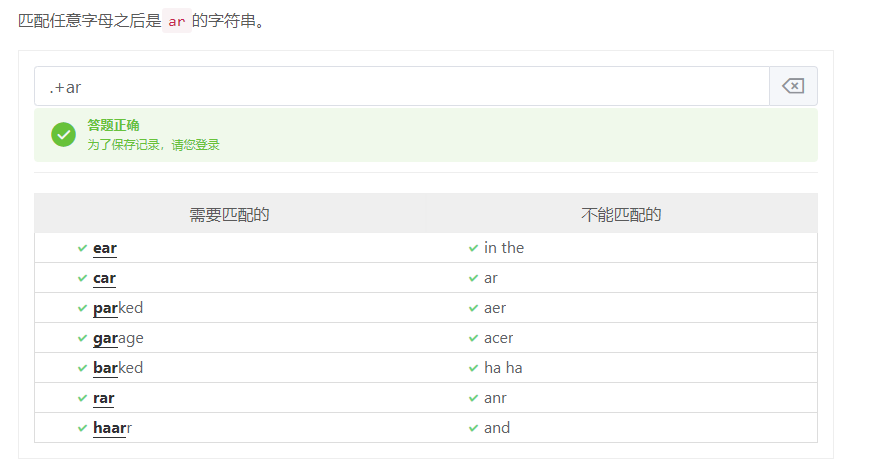 匹配任意字母之后是 ar 的字符串。
.+ar
答题正确
为了保存记录，请您登录
需要匹配的 不能匹配的
ear in the
car ar
parked aer
garage acer
barked ha ha
rar anr
haarr and